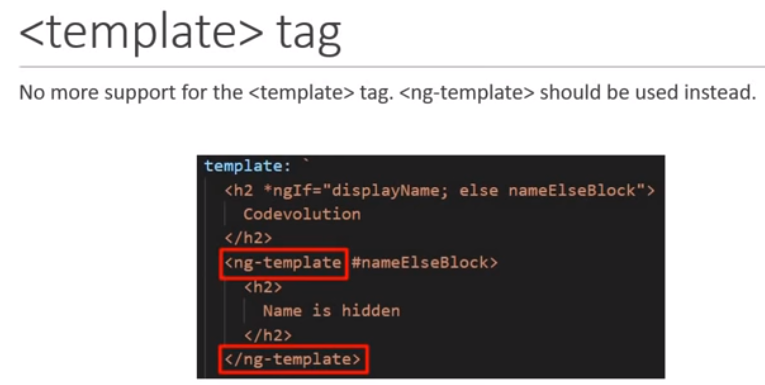 <template> tag
No more support for the <template> tag. <ng-template> should be used instead.
template: `
<h2 *ngIf="displayName; else nameElseBlock">
Codevolution
</h2>
<ng-template #nameElseBlock>
<h2>
Name is hidden
</h2>
</ng-template>